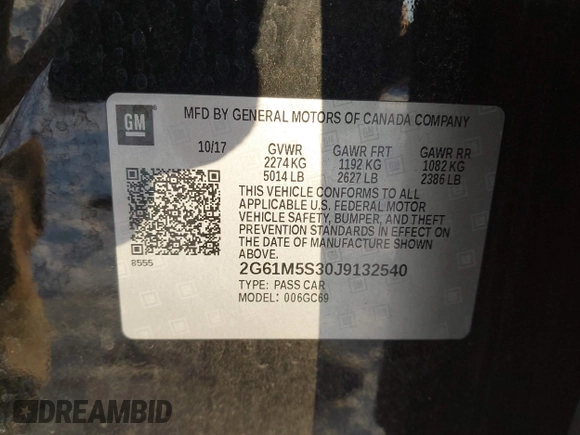 GM
MFD BY GENERAL MOTORS OF CANADA COMPANY
10/17 GVWR GAWR FRT GAWR RR
2274 KG 1192 KG 1082 KG
5014 LB 2627 LB 2386 LB
THIS VEHICLE CONFORMS TO ALL
APPLICABLE U.S. FEDERAL MOTOR
VEHICLE SAFETY, BUMPER, AND THEFT
PREVENTION STANDARDS IN EFFECT ON
THE DATE OF MANUFACTURE SHOWN
ABOVE.
8555
2G61M5S30J9132540
TYPE: PASS CAR
MODEL: 006GC69
DREAMBID